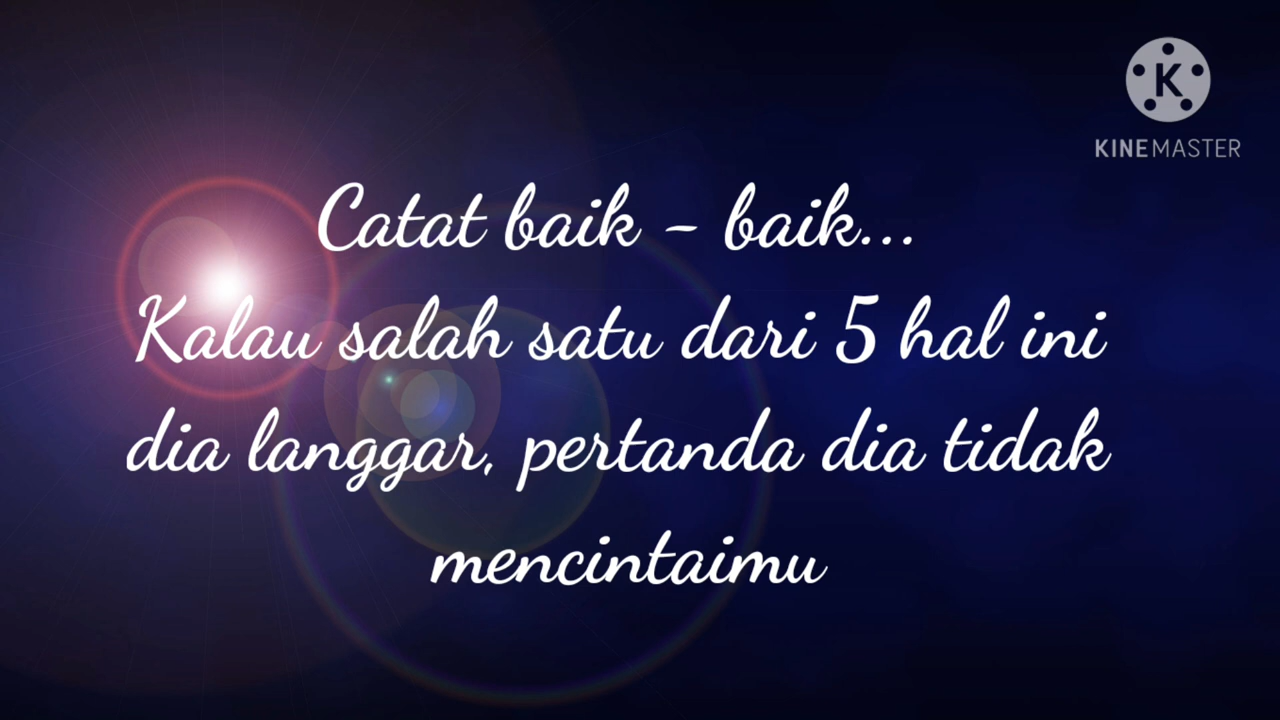 K
KINEMASTER
Catat baik - baik...
Kalau salah satu dari 5 hal ini
dia langgar, pertanda dia tidak
mencintaimu